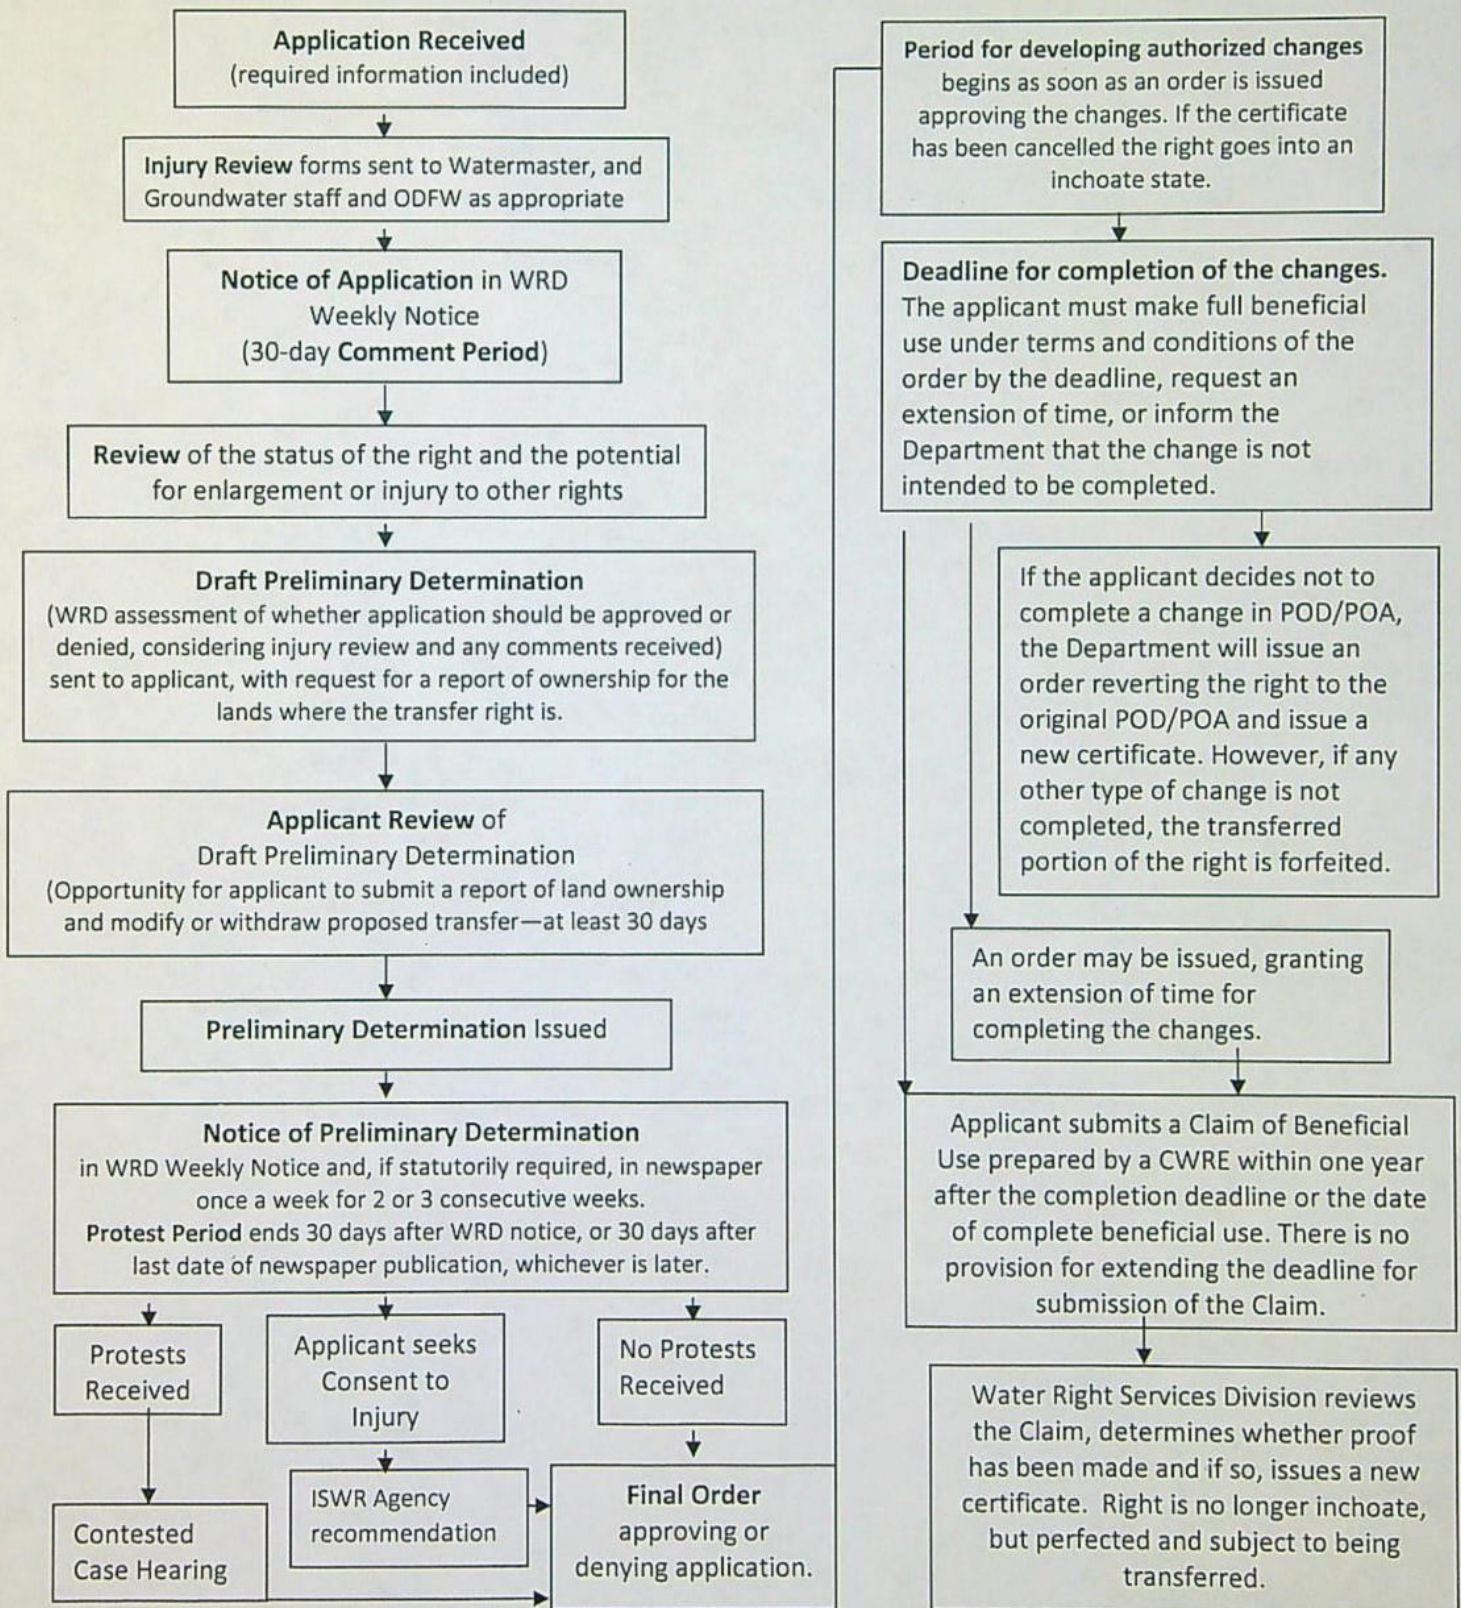 Application Received
(required information included)
Injury Review forms sent to Watermaster, and
Groundwater staff and ODFW as appropriate
Notice of Application in WRD
Weekly Notice
(30-day Comment Period)
Review of the status of the right and the potential
for enlargement or injury to other rights
Draft Preliminary Determination
(WRD assessment of whether application should be approved or
denied, considering injury review and any comments received)
sent to applicant, with request for a report of ownership for the
lands where the transfer right is.
Applicant Review of
Draft Preliminary Determination
(Opportunity for applicant to submit a report of land ownership
and modify or withdraw proposed transfer—at least 30 days
Preliminary Determination Issued
Notice of Preliminary Determination
in WRD Weekly Notice and, if statutorily required, in newspaper
once a week for 2 or 3 consecutive weeks.
Protest Period ends 30 days after WRD notice, or 30 days after
last date of newspaper publication, whichever is later.
Protests
Received
Applicant seeks
Consent to
Injury
No Protests
Received
Contested
Case Hearing
ISWR Agency
recommendation
Final Order
approving or
denying application.
Period for developing authorized changes
begins as soon as an order is issued
approving the changes. If the certificate
has been cancelled the right goes into an
inchoate state.
Deadline for completion of the changes.
The applicant must make full beneficial
use under terms and conditions of the
order by the deadline, request an
extension of time, or inform the
Department that the change is not
intended to be completed.
If the applicant decides not to
complete a change in POD/POA,
the Department will issue an
order reverting the right to the
original POD/POA and issue a
new certificate. However, if any
other type of change is not
completed, the transferred
portion of the right is forfeited.
An order may be issued, granting
an extension of time for
completing the changes.
Applicant submits a Claim of Beneficial
Use prepared by a CWRE within one year
after the completion deadline or the date
of complete beneficial use. There is no
provision for extending the deadline for
submission of the Claim.
Water Right Services Division reviews
the Claim, determines whether proof
has been made and if so, issues a new
certificate. Right is no longer inchoate,
but perfected and subject to being
transferred.